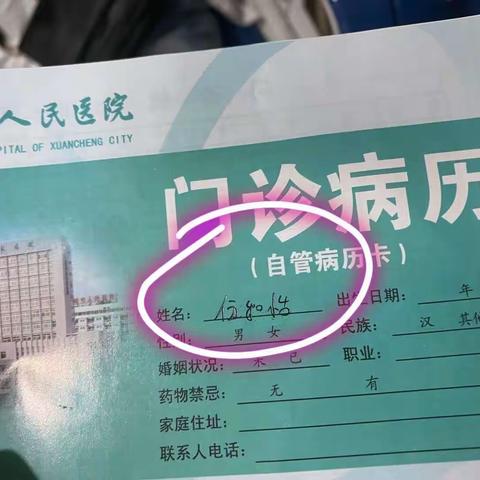 人民医院
PITAL OF XUANCHENG CITY
门诊病历
(自管病历卡)
姓名: 出生日期: 年
性别: 男 女 民族: 汉 其他
婚姻状况: 未 已 职业:
药物禁忌: 无 有
家庭住址:
联系人电话: